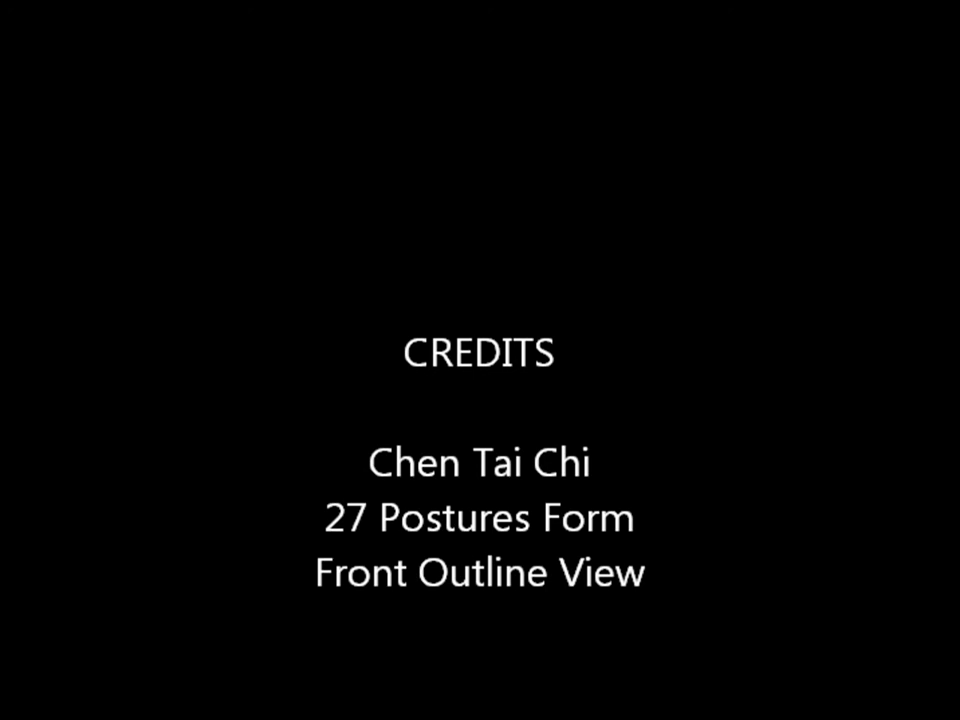 CREDITS
Chen Tai Chi
27 Postures Form
Front Outline View